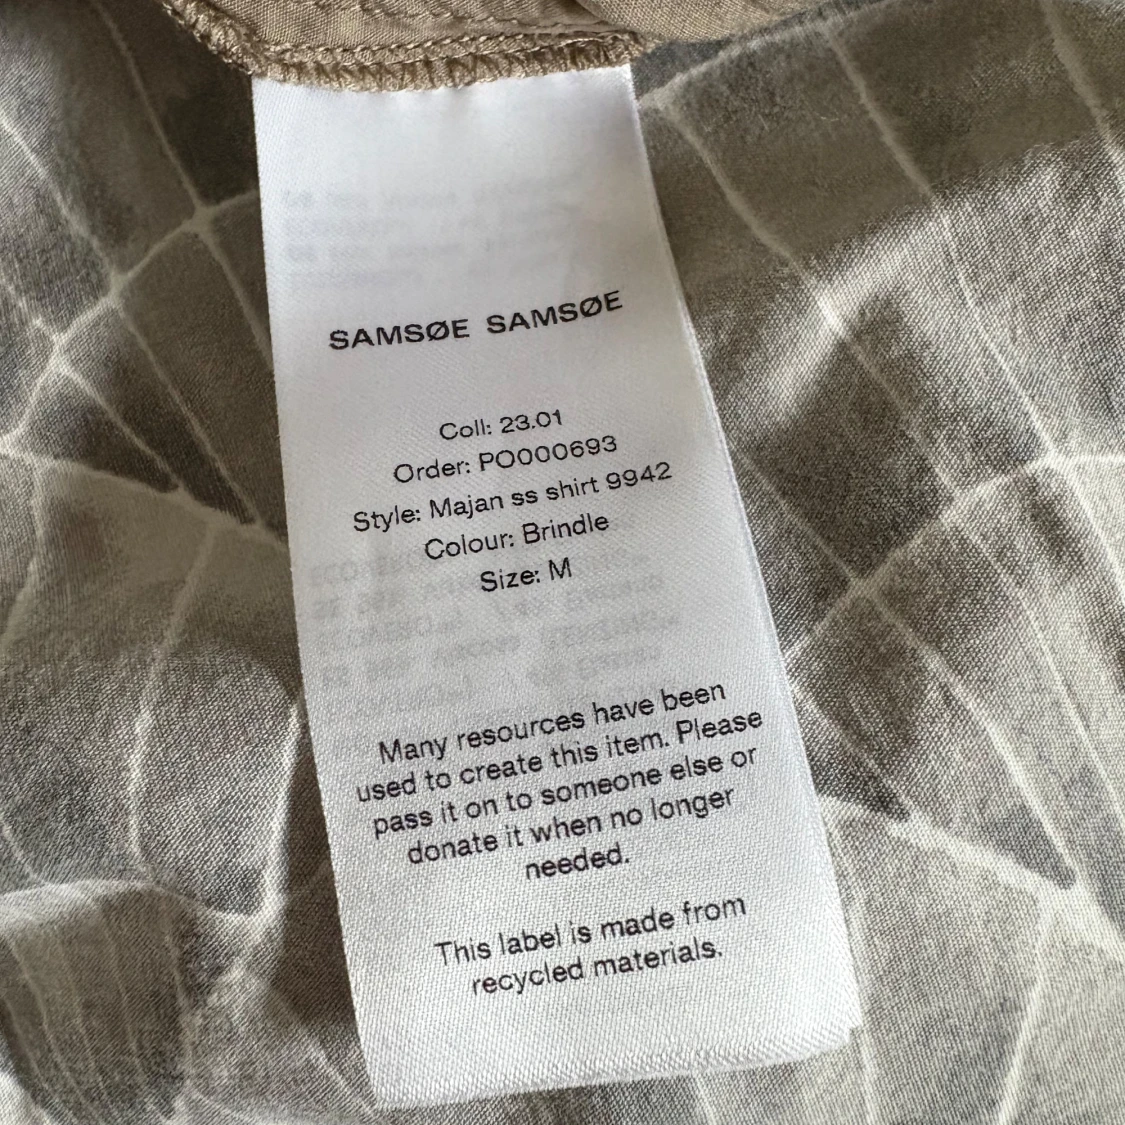 SAMSØE SAMSØE
Coll: 23.01
Order: PO000693
Style: Majan ss shirt 9942
Colour: Brindle
Size: M
Many resources have been
used to create this item. Please
pass it on to someone else or
donate it when no longer
needed.
This label is made from
recycled materials.